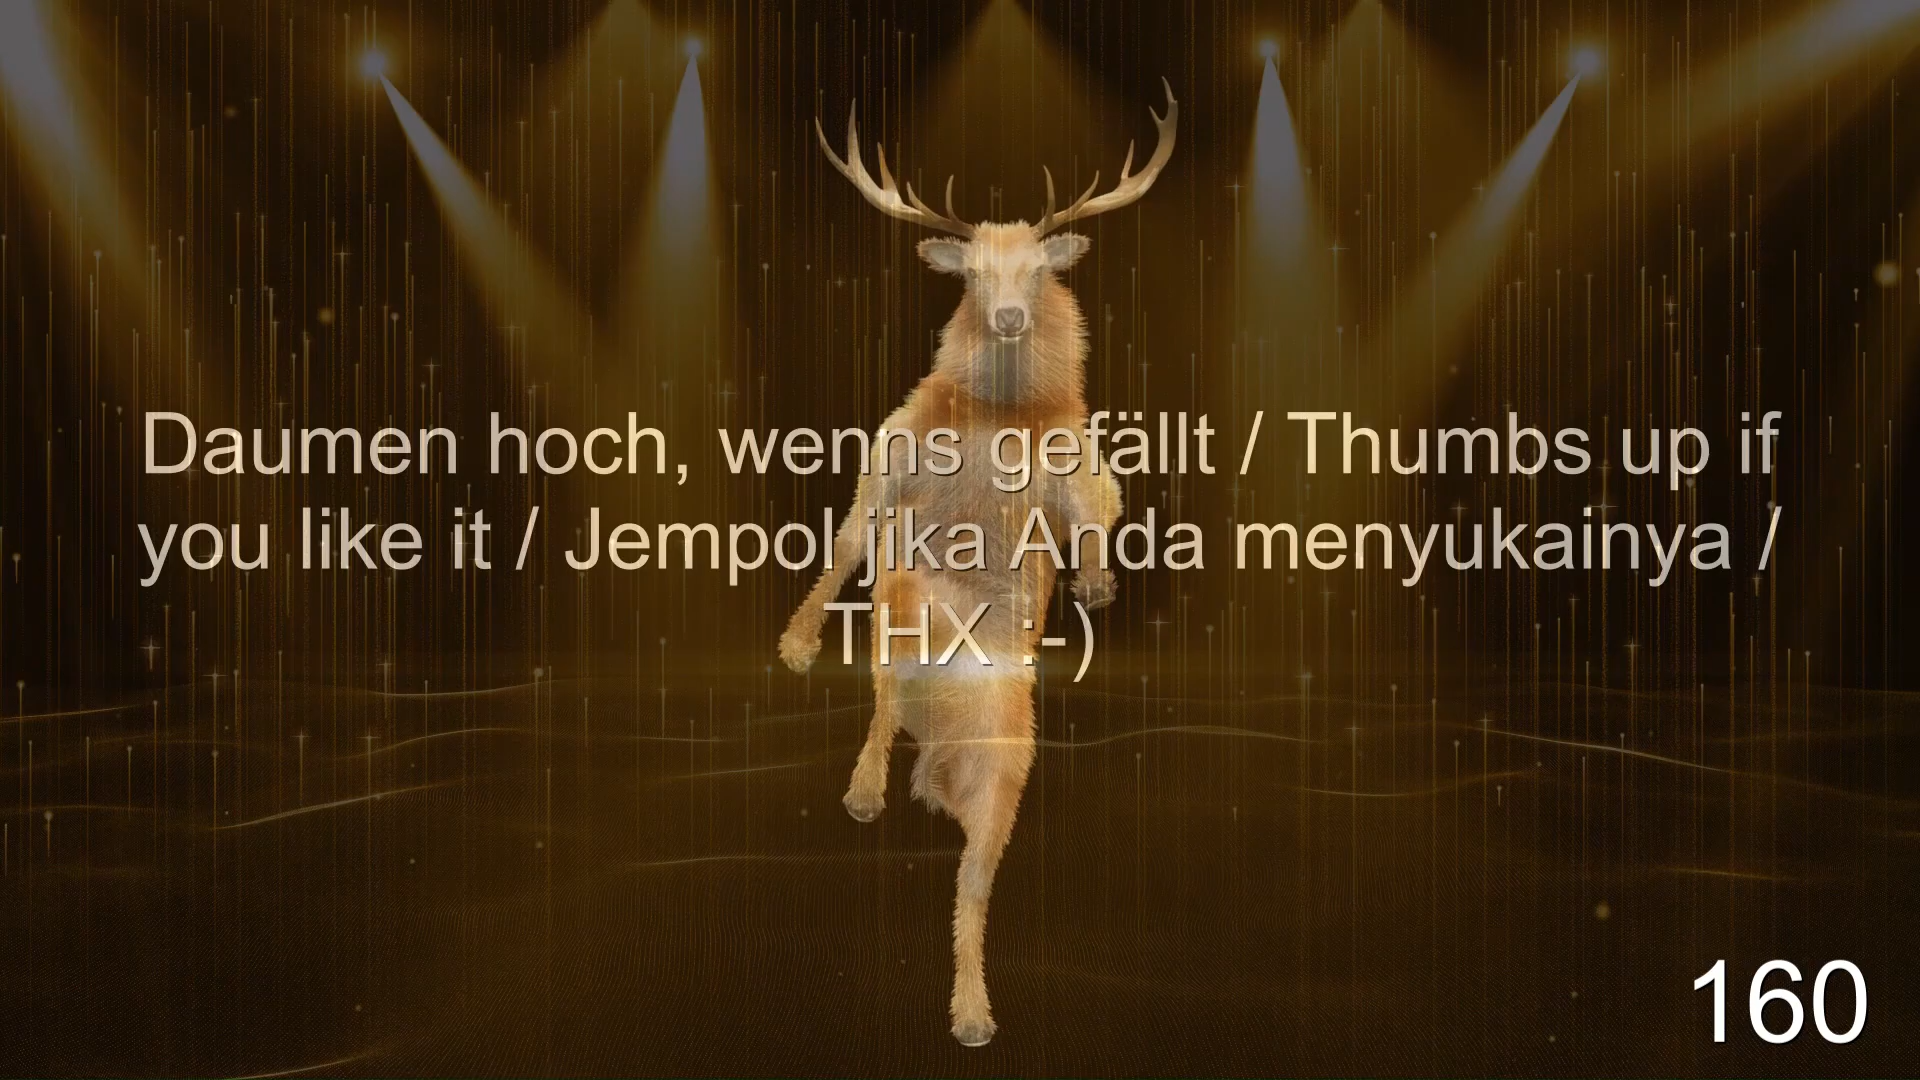 Daumen hoch, wenns gefällt / Thumbs up if
you like it / Jempol jika Anda menyukainya /
THX :-)
160